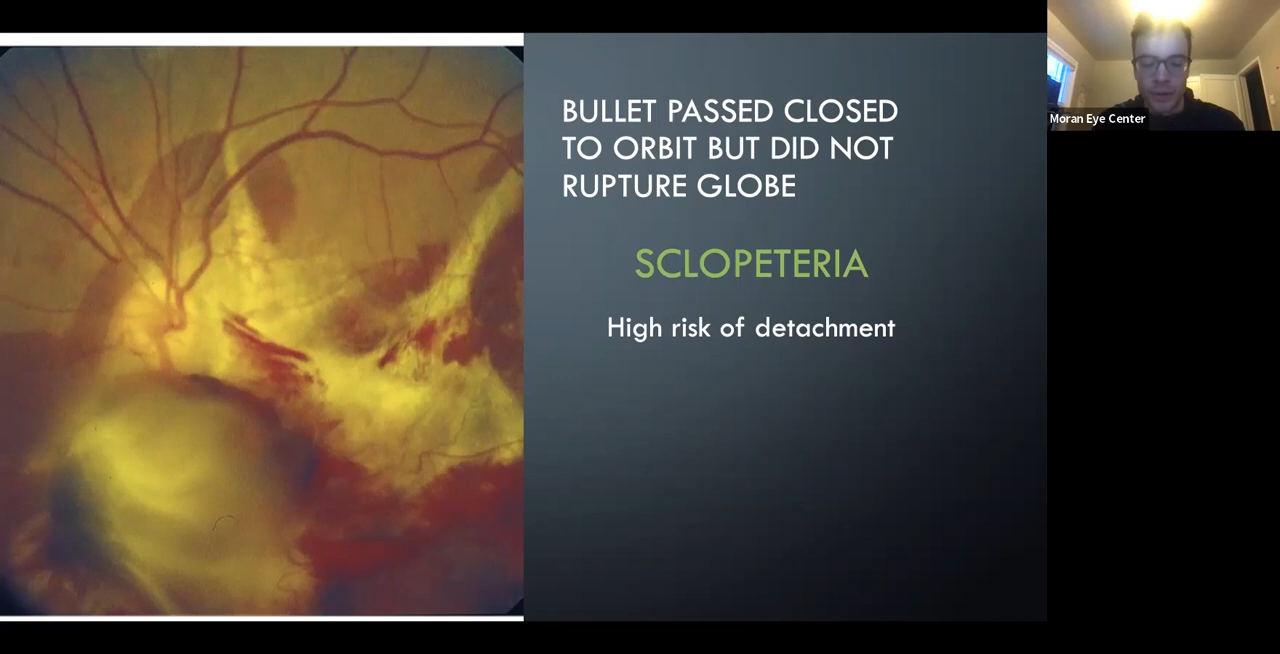 BULLET PASSED CLOSED
TO ORBIT BUT DID NOT
RUPTURE GLOBE
SCLOPETERIA
High risk of detachment
Moran Eye Center